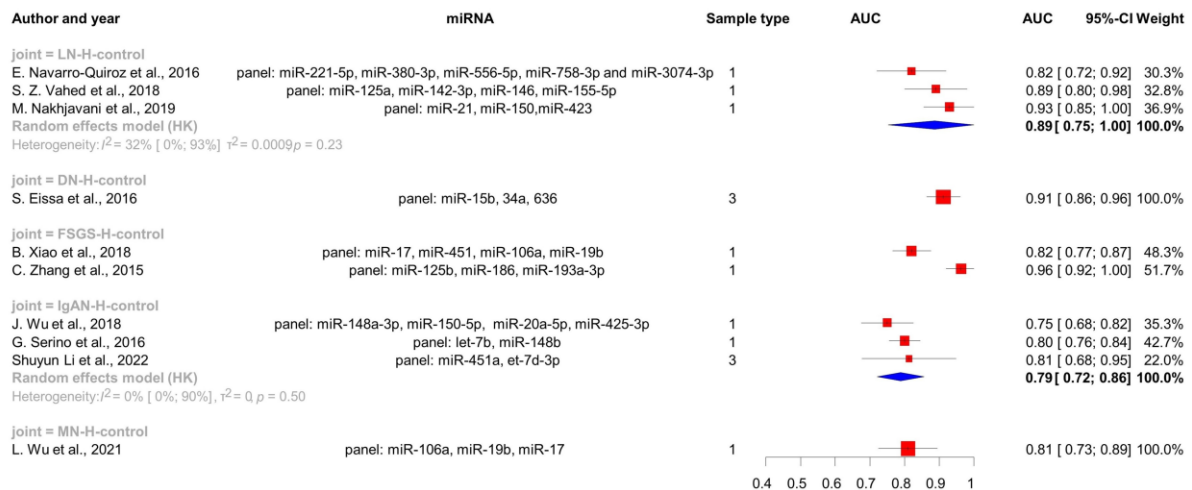 Author and year miRNA Sample type AUC AUC 95%-CI Weight
joint = LN-H-control
E. Navarro-Quiroz et al., 2016 panel: miR-221-5p, miR-380-3p, miR-556-5p, miR-758-3p and miR-3074-3p 1 0.82 [ 0.72; 0.92] 30.3%
S. Z. Vahed et al., 2018 panel: miR-125a, miR-142-3p, miR-146, miR-155-5p 1 0.89 [ 0.80; 0.98] 32.8%
M. Nakhjavani et al., 2019 panel: miR-21, miR-150,miR-423 1 0.93 [ 0.85; 1.00] 36.9%
Random effects model (HK) 0.89 [ 0.75; 1.00] 100.0%
Heterogeneity: I² = 32% [ 0%; 93%] τ² = 0.0009, p = 0.23
joint = DN-H-control
S. Eissa et al., 2016 panel: miR-15b, 34a, 636 3 0.91 [ 0.86; 0.96] 100.0%
joint = FSGS-H-control
B. Xiao et al., 2018 panel: miR-17, miR-451, miR-106a, miR-19b 1 0.82 [ 0.77; 0.87] 48.3%
C. Zhang et al., 2015 panel: miR-125b, miR-186, miR-193a-3p 1 0.96 [ 0.92; 1.00] 51.7%
joint = IgAN-H-control
J. Wu et al., 2018 panel: miR-148a-3p, miR-150-5p, miR-20a-5p, miR-425-3p 1 0.75 [ 0.68; 0.82] 35.3%
G. Serino et al., 2016 panel: let-7b, miR-148b 1 0.80 [ 0.76; 0.84] 42.7%
Shuyun Li et al., 2022 panel: miR-451a, et-7d-3p 3 0.81 [ 0.68; 0.95] 22.0%
Random effects model (HK) 0.79 [ 0.72; 0.86] 100.0%
Heterogeneity: I² = 0% [ 0%; 90%], τ² = 0, p = 0.50
joint = MN-H-control
L. Wu et al., 2021 panel: miR-106a, miR-19b, miR-17 1 0.81 [ 0.73; 0.89] 100.0%
0.4 0.5 0.6 0.7 0.8 0.9 1